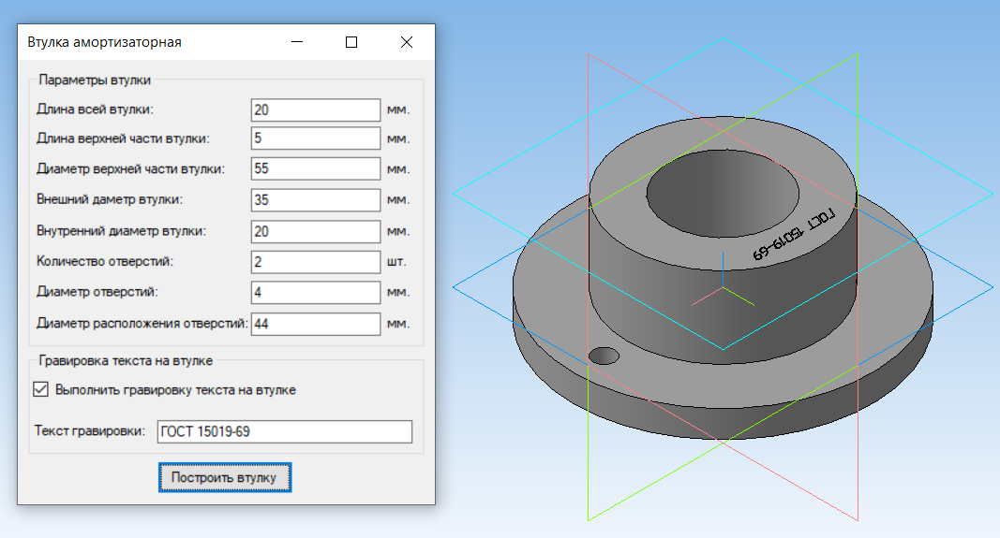 Втулка амортизаторная
Параметры втулки
Длина всей втулки: 20 мм.
Длина верхней части втулки: 5 мм.
Диаметр верхней части втулки: 55 мм.
Внешний даметр втулки: 35 мм.
Внутренний диаметр втулки: 20 мм.
Количество отверстий: 2 шт.
Диаметр отверстий: 4 мм.
Диаметр расположения отверстий: 44 мм.
Гравировка текста на втулке
Выполнить гравировку текста на втулке
Текст гравировки: ГОСТ 15019-69
Построить втулку
ГОСТ 15019-69